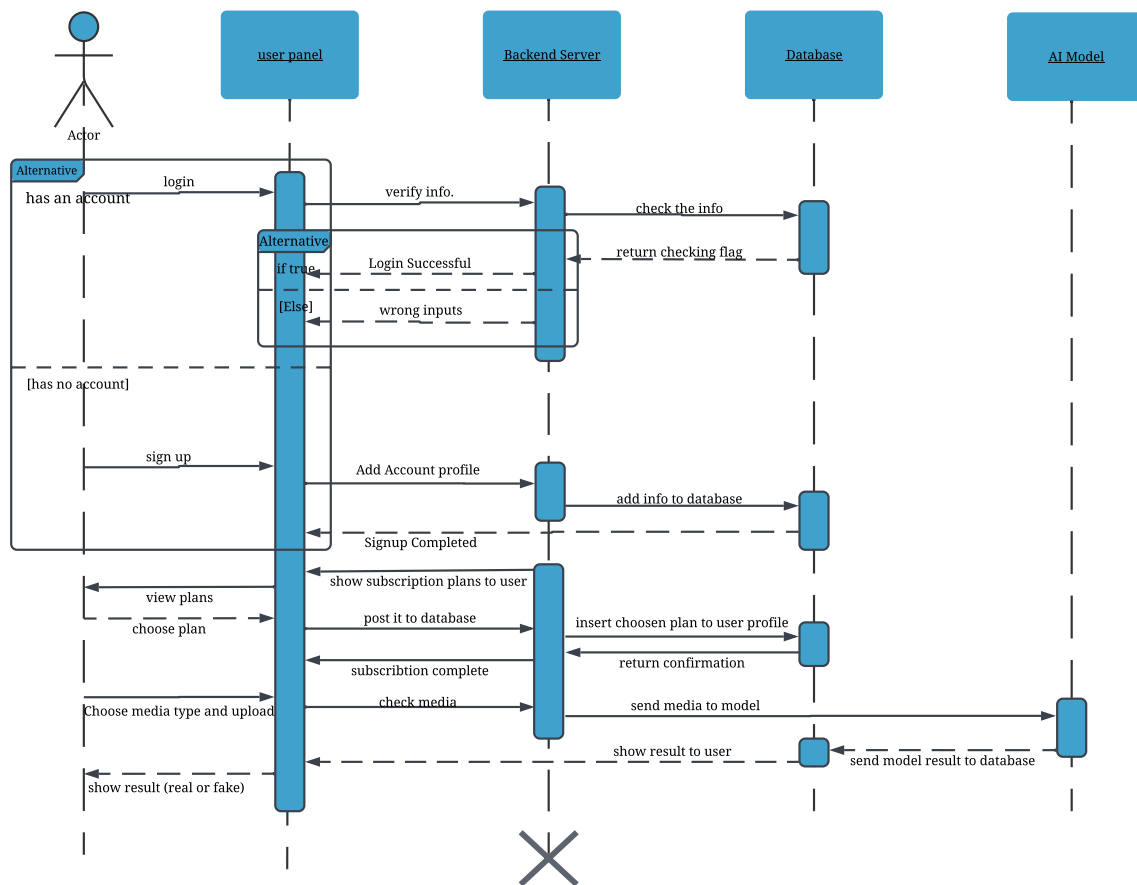 user panel
Backend Server
Database
AI Model
Actor
Alternative
has an account
login
verify info.
check the info
Alternative
return checking flag
if true
Login Successful
[Else]
wrong inputs
[has no account]
sign up
Add Account profile
add info to database
Signup Completed
show subscription plans to user
view plans
choose plan
post it to database
insert choosen plan to user profile
subscribtion complete
return confirmation
Choose media type and upload
check media
send media to model
show result to user
send model result to database
show result (real or fake)